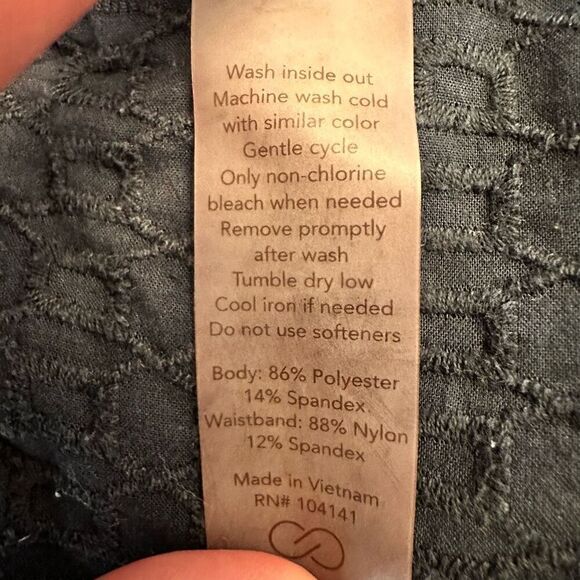 Wash inside out
Machine wash cold
with similar color
Gentle cycle
Only non-chlorine
bleach when needed
Remove promptly
after wash
Tumble dry low
Cool iron if needed
Do not use softeners
Body: 86% Polyester
14% Spandex
Waistband: 88% Nylon
12% Spandex
Made in Vietnam
RN# 104141